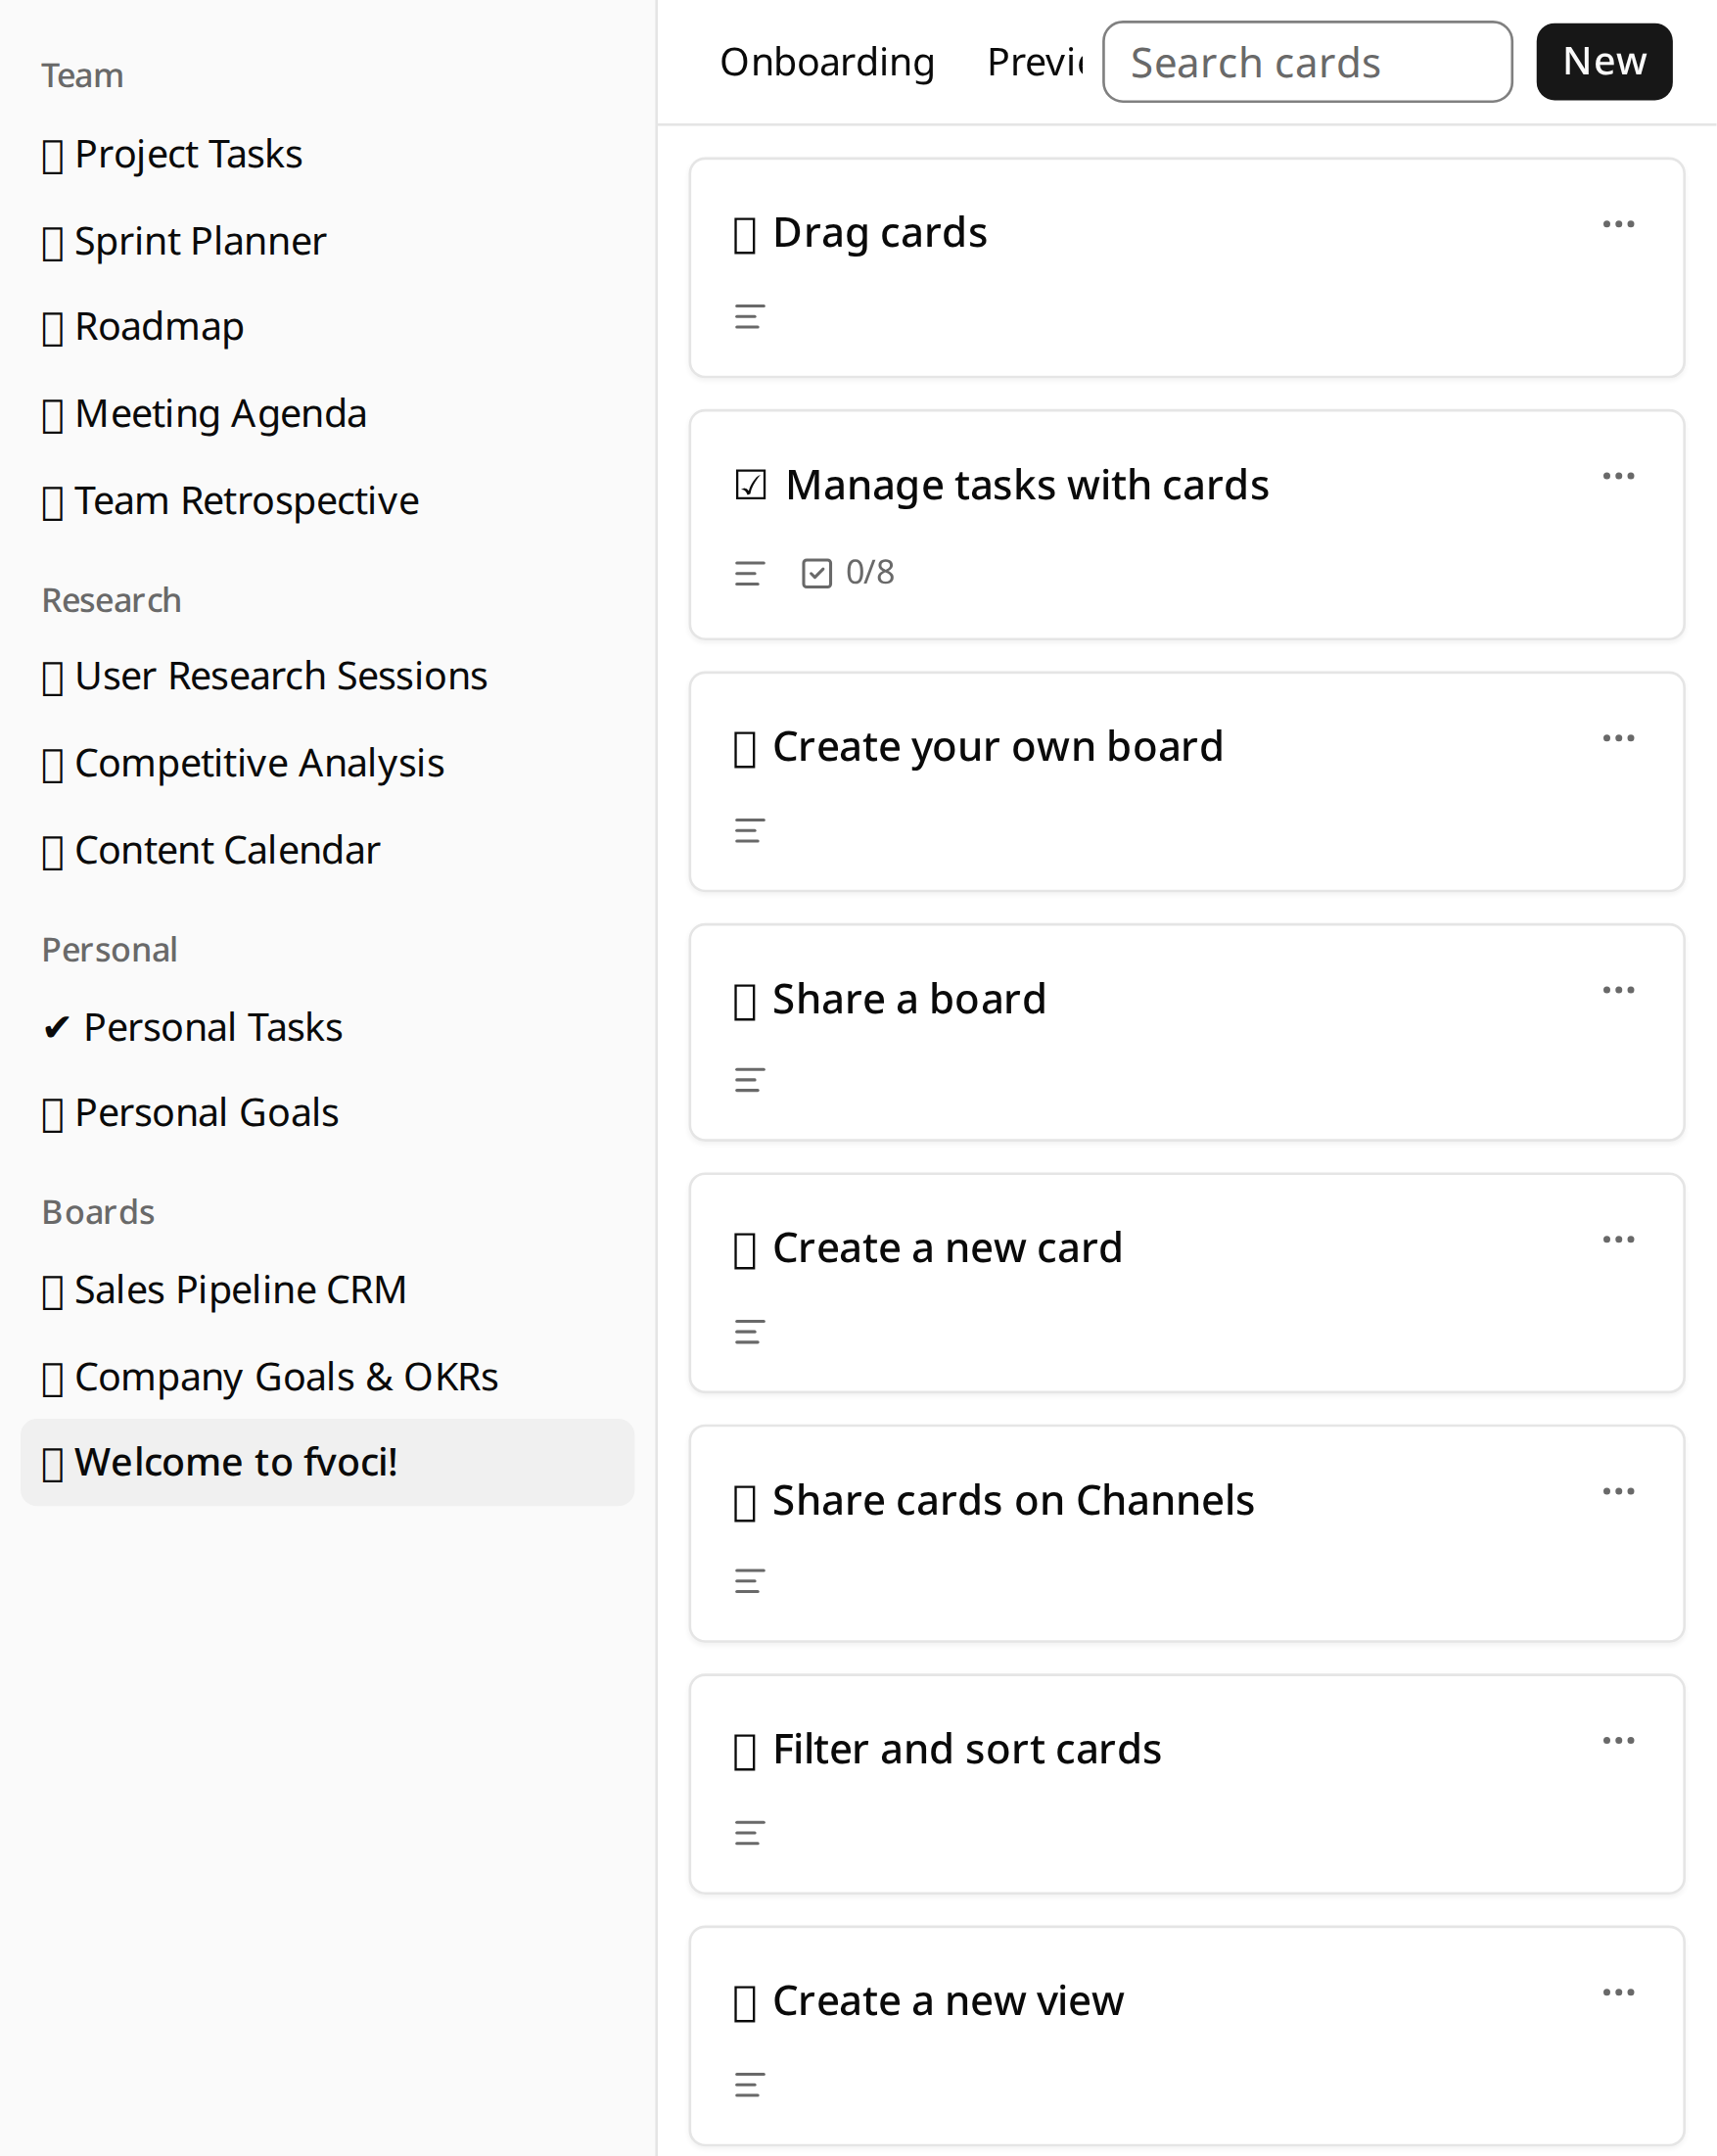 Team
Project Tasks
Sprint Planner
Roadmap
Meeting Agenda
Team Retrospective
Research
User Research Sessions
Competitive Analysis
Content Calendar
Personal
✔ Personal Tasks
Personal Goals
Boards
Sales Pipeline CRM
Company Goals & OKRs
Welcome to fvoci!
Onboarding Search cards New
Drag cards
☑ Manage tasks with cards
0/8
Create your own board
Share a board
Create a new card
Share cards on Channels
Filter and sort cards
Create a new view